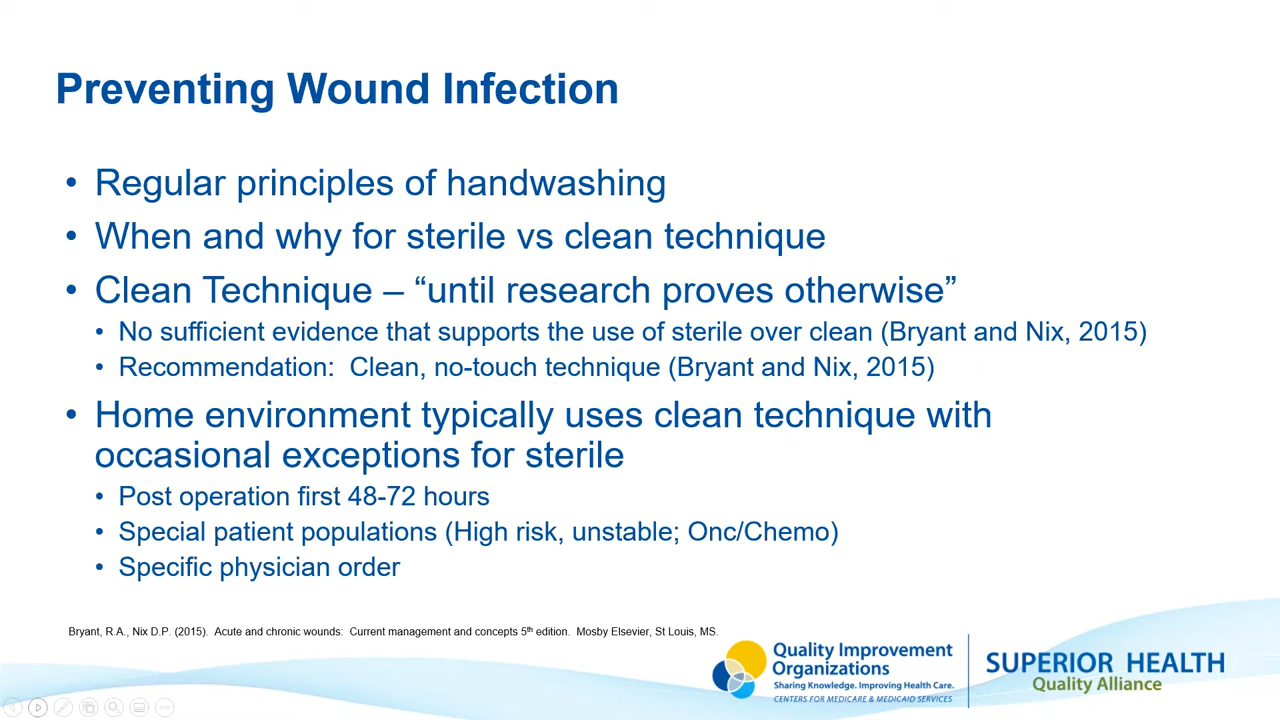 Preventing Wound Infection
• Regular principles of handwashing
• When and why for sterile vs clean technique
• Clean Technique – “until research proves otherwise”
• No sufficient evidence that supports the use of sterile over clean (Bryant and Nix, 2015)
• Recommendation: Clean, no-touch technique (Bryant and Nix, 2015)
• Home environment typically uses clean technique with
occasional exceptions for sterile
• Post operation first 48-72 hours
• Special patient populations (High risk, unstable; Onc/Chemo)
• Specific physician order
Bryant, R.A., Nix D.P. (2015). Acute and chronic wounds: Current management and concepts 5th edition. Mosby Elsevier, St Louis, MS.
Quality Improvement
Organizations
Sharing Knowledge. Improving Health Care.
CENTERS FOR MEDICARE & MEDICAID SERVICES
SUPERIOR HEALTH
Quality Alliance